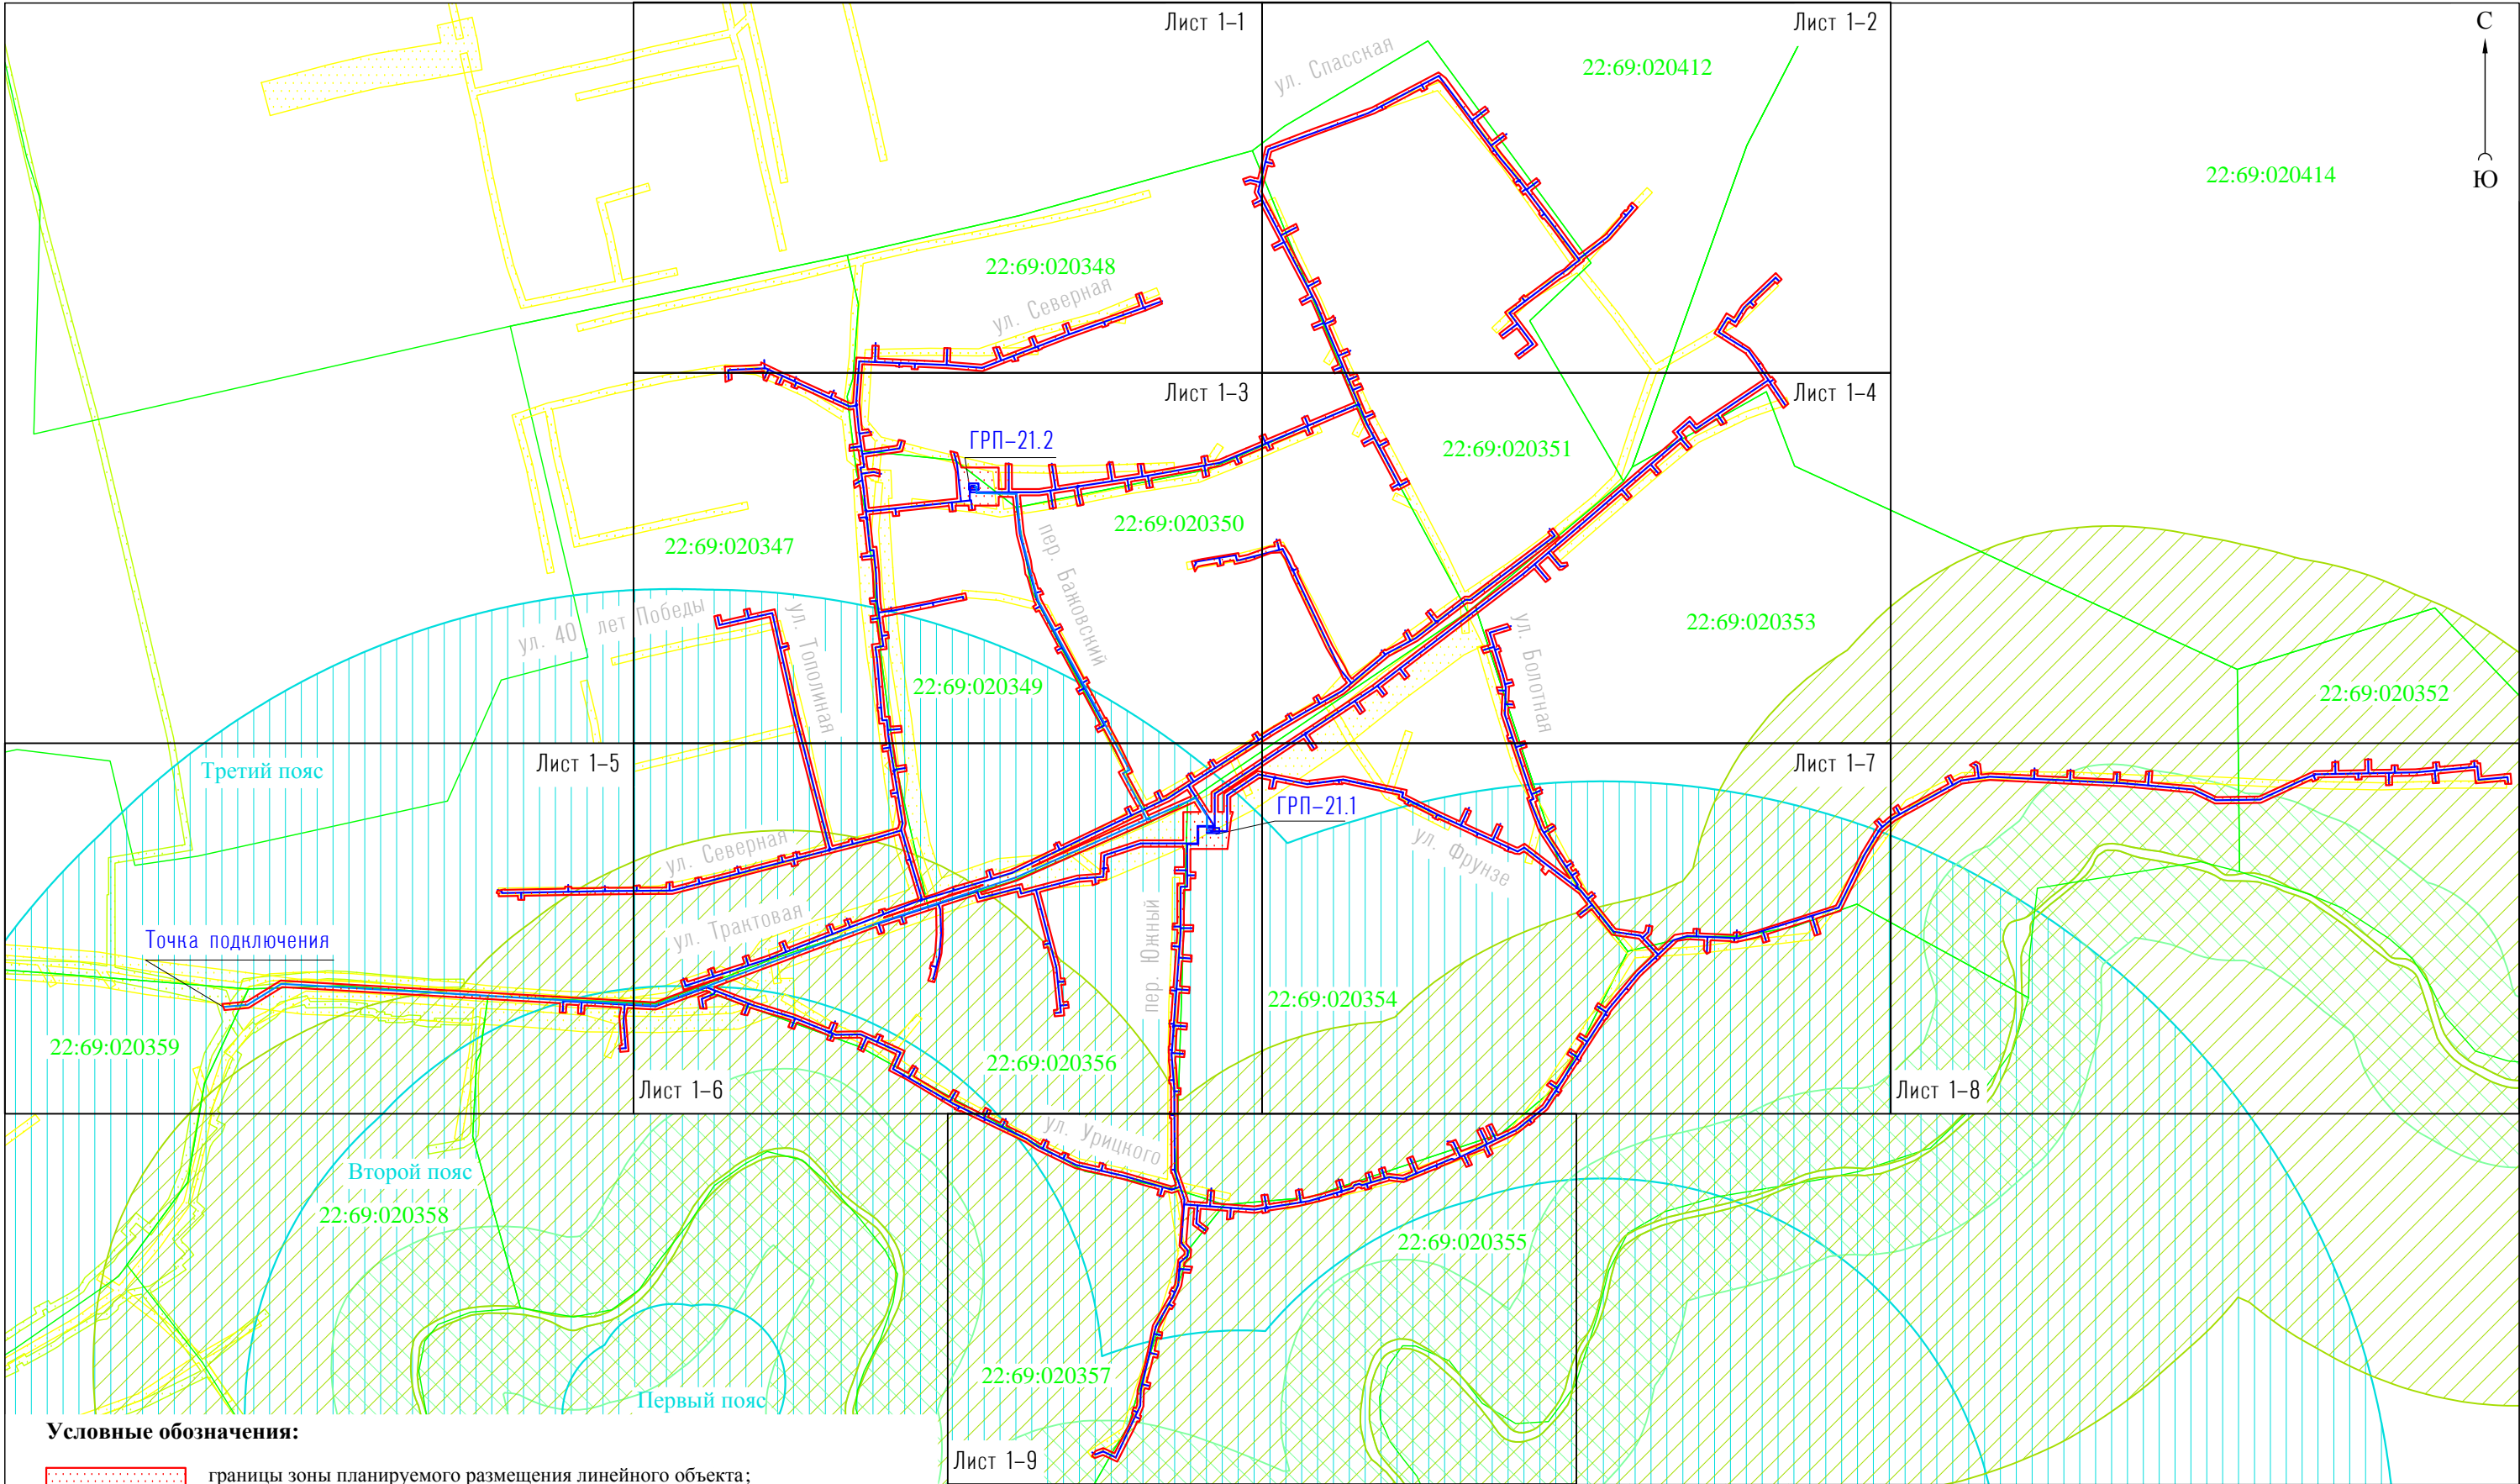 Лист 1–1
Лист 1–2
С
Ю
ул. Спасская
22:69:020412
22:69:020414
22:69:020348
ул. Северная
Лист 1–3
Лист 1–4
ГРП–21.2
22:69:020351
22:69:020350
22:69:020347
пер. Бажовский
ул. 40 лет Победы
ул. Тополиная
22:69:020353
ул. Болотная
22:69:020349
22:69:020352
Лист 1–5
Лист 1–7
Третий пояс
ГРП–21.1
ул. Северная
ул. Фрунзе
ул. Трактовая
пер. Южный
Точка подключения
22:69:020354
22:69:020359
22:69:020356
Лист 1–6
Лист 1–8
ул. Урицкого
Второй пояс
22:69:020358
22:69:020355
22:69:020357
Первый пояс
Условные обозначения:
Лист 1–9
границы зоны планируемого размещения линейного объекта;